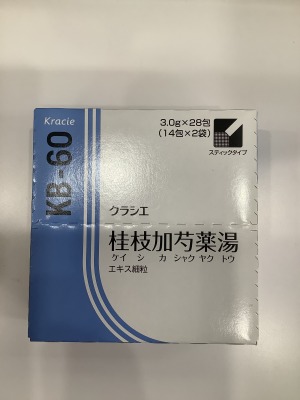 Kracie
KB-60
3.0g×28包
(14包×2袋)
スティックタイプ
クラシエ
桂枝加芍薬湯
ケイ シ カ シャク ヤク トウ
エキス細粒